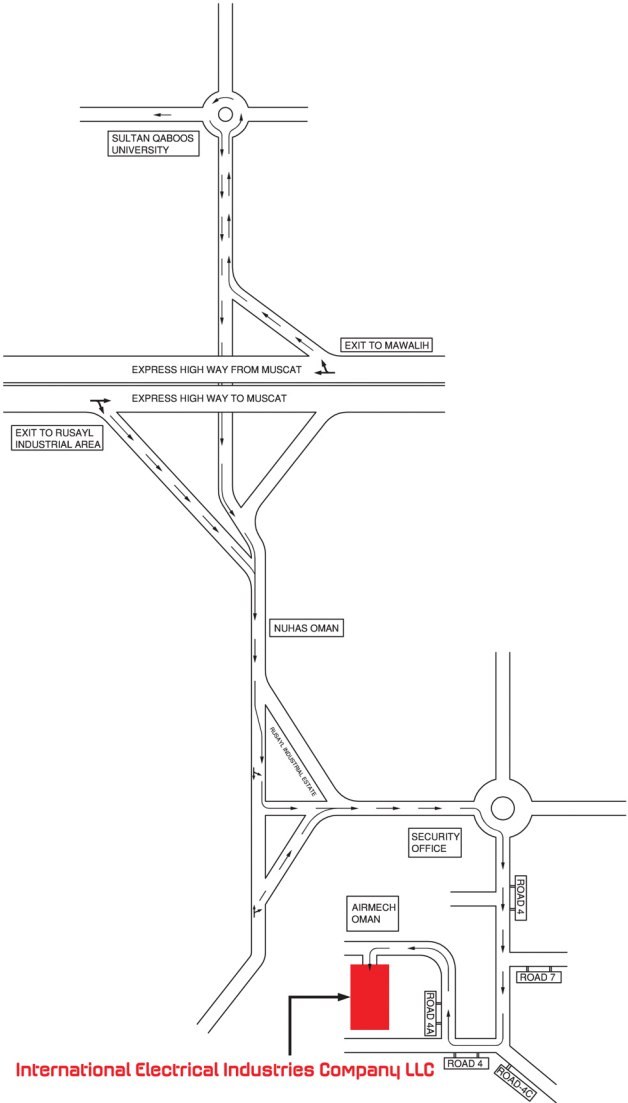 SULTAN QABOOS
UNIVERSITY
EXIT TO MAWALIH
EXPRESS HIGH WAY FROM MUSCAT
EXPRESS HIGH WAY TO MUSCAT
EXIT TO RUSAYL
INDUSTRIAL AREA
NUHAS OMAN
RUSAYL INDUSTRIAL ESTATE
SECURITY
OFFICE
ROAD 4
AIRMECH
OMAN
ROAD 7
ROAD 4A
ROAD 4
ROAD-4C
International Electrical Industries Company LLC